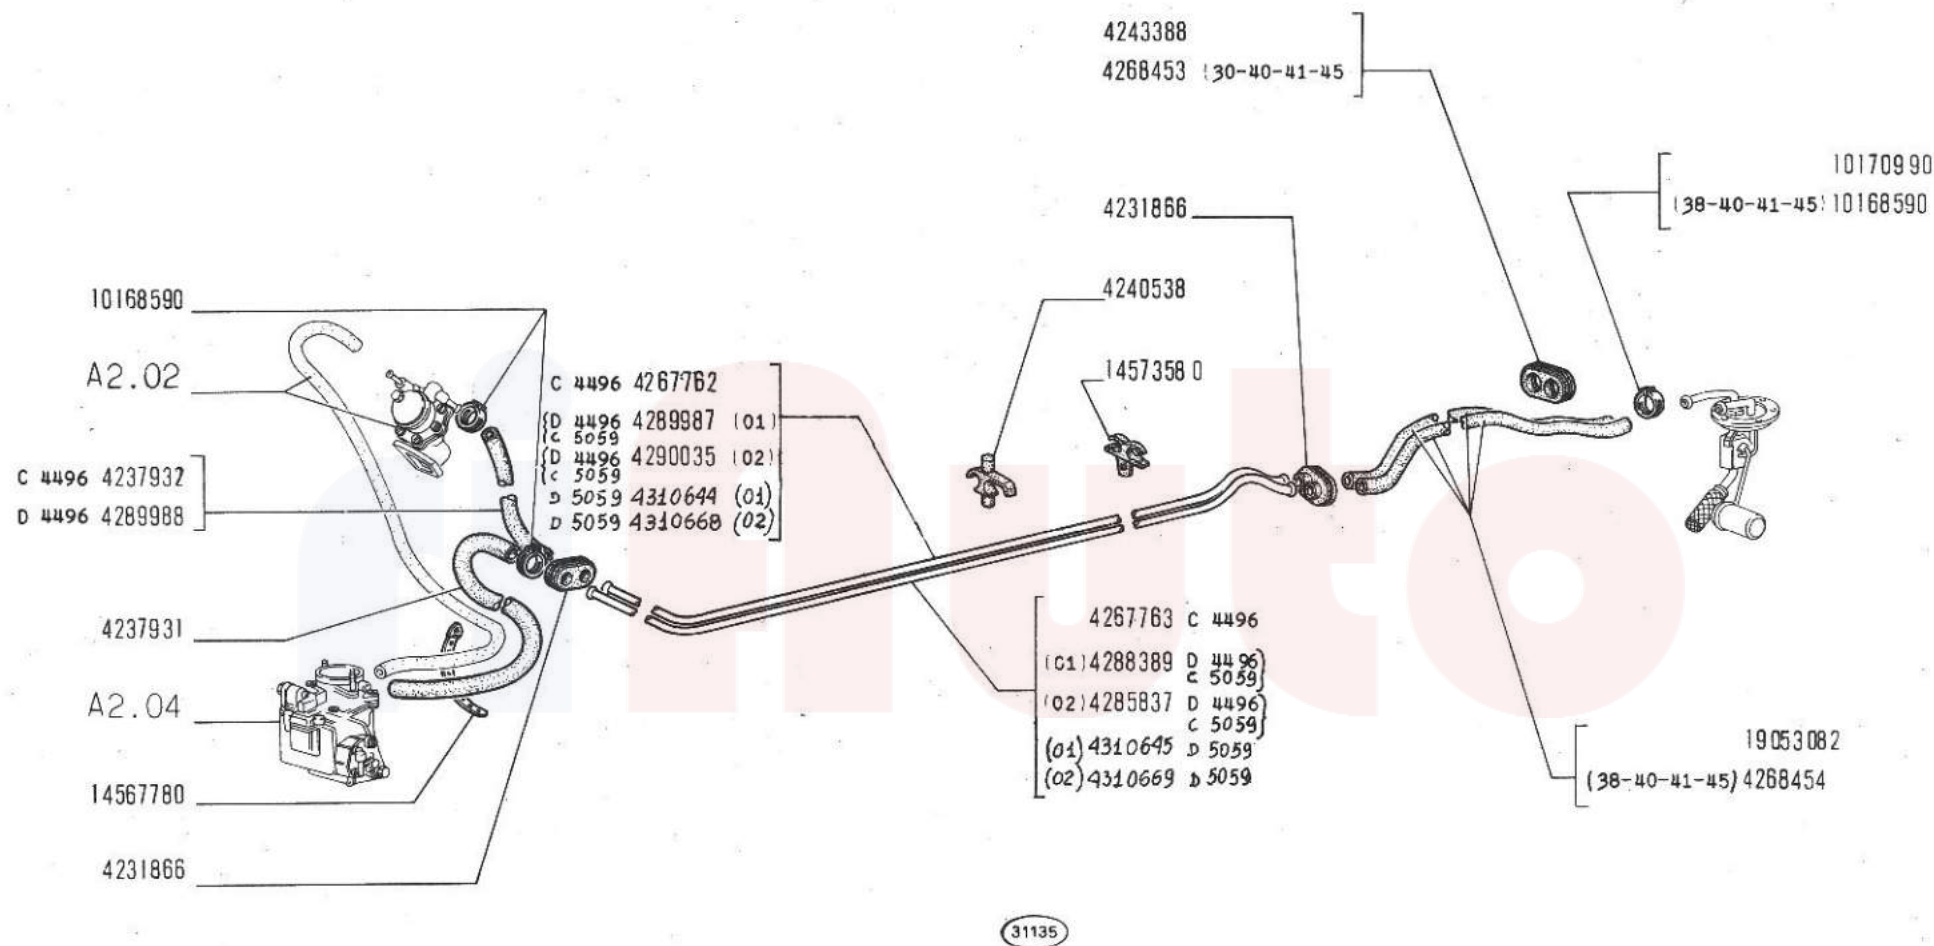 4243388
4268453 (30-40-41-45
10170990
(38-40-41-45) 10168590
4231866
4240538
14573580
10168590
A2.02
C 4496 4267762
D 4496 4289987 (01)
C 5059
D 4496 4290035 (02)
C 5059
D 5059 4310644 (01)
D 5059 4310668 (02)
C 4496 4237932
D 4496 4289988
4237931
A2.04
14567780
4231866
4267763 C 4496
(01) 4288389 D 4496
C 5059
(02) 4285837 D 4496
C 5059
(01) 4310645 D 5059
(02) 4310669 D 5059
19053082
(38-40-41-45) 4268454
riAuto
31135